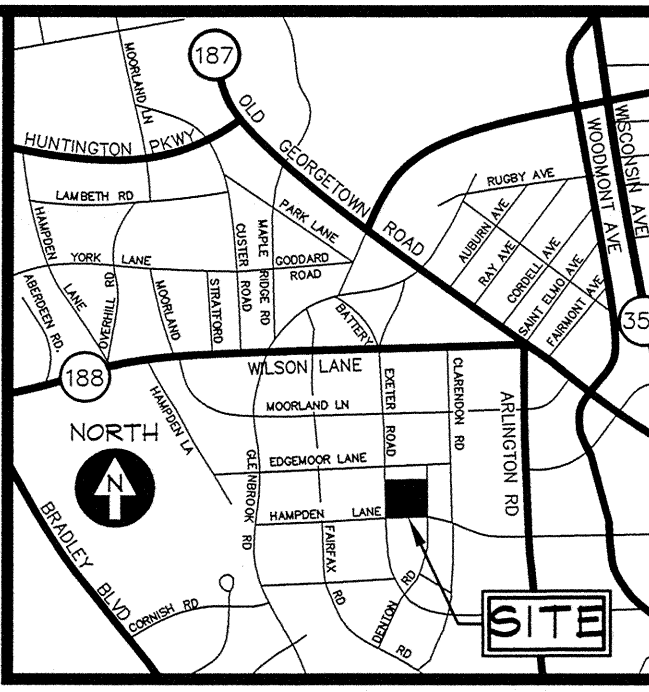 187
MOORLAND LN
OLD GEORGETOWN ROAD
HUNTINGTON PKWY
WISCONSIN AVE
WOODMONT AVE
RUGBY AVE
LAMBETH RD
HAMPDEN LANE
PARK LANE
AUBURN AVE
RAY AVE
CORDELL AVE
SAINT ELMO AVE
FAIRMONT AVE
CUSTER ROAD
MAPLE RIDGE RD
YORK LANE
GODDARD
ROAD
ABERDEEN RD.
OVERHILL RD
MOORLAND
STRATFORD
BATTERY
35
188
WILSON LANE
HAMPDEN LA
MOORLAND LN
EXETER ROAD
CLARENDON RD
ARLINGTON RD
NORTH
N
EDGEMOOR LANE
GLENBROOK RD
HAMPDEN LANE
FAIRFAX RD
BRADLEY BLVD
CORNISH RD
DENTON RD
RD
SITE